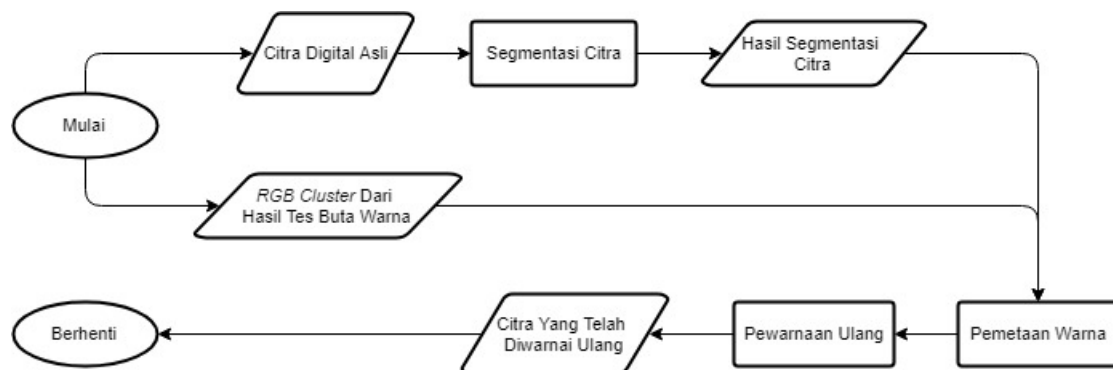 Citra Digital Asli
Segmentasi Citra
Hasil Segmentasi
Citra
Mulai
RGB Cluster Dari
Hasil Tes Buta Warna
Berhenti
Citra Yang Telah
Diwarnai Ulang
Pewarnaan Ulang
Pemetaan Warna